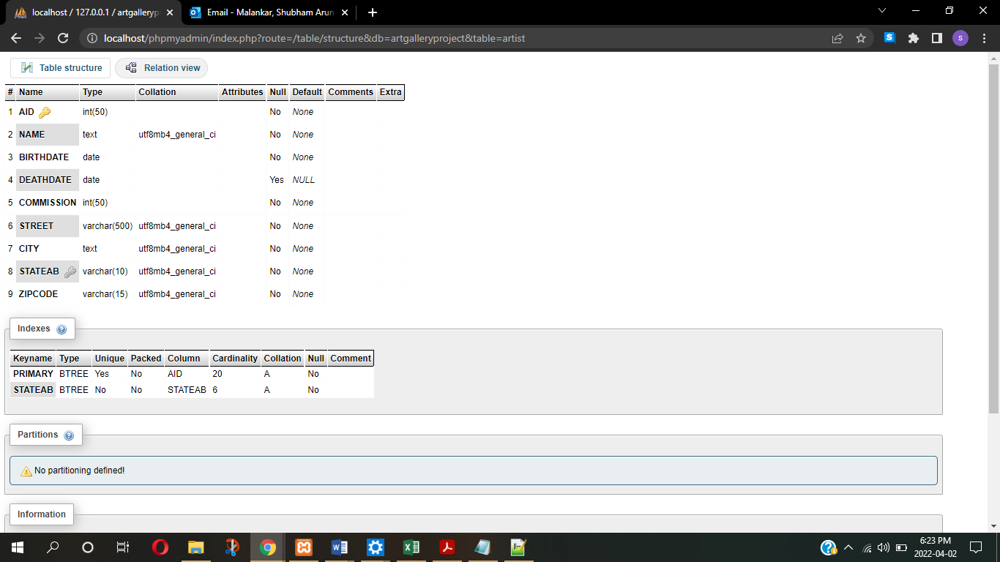 localhost / 127.0.0.1 / artgalleryp
Email - Malankar, Shubham Arun
localhost/phpmyadmin/index.php?route=/table/structure&db=artgalleryproject&table=artist
S
s
Table structure Relation view
# Name Type Collation Attributes Null Default Comments Extra
1 AID int(50) No None
2 NAME text utf8mb4_general_ci No None
3 BIRTHDATE date No None
4 DEATHDATE date Yes NULL
5 COMMISSION int(50) No None
6 STREET varchar(500) utf8mb4_general_ci No None
7 CITY text utf8mb4_general_ci No None
8 STATEAB varchar(10) utf8mb4_general_ci No None
9 ZIPCODE varchar(15) utf8mb4_general_ci No None
Indexes
Keyname Type Unique Packed Column Cardinality Collation Null Comment
PRIMARY BTREE Yes No AID 20 A No
STATEAB BTREE No No STATEAB 6 A No
Partitions
No partitioning defined!
Information
6:23 PM
2022-04-02